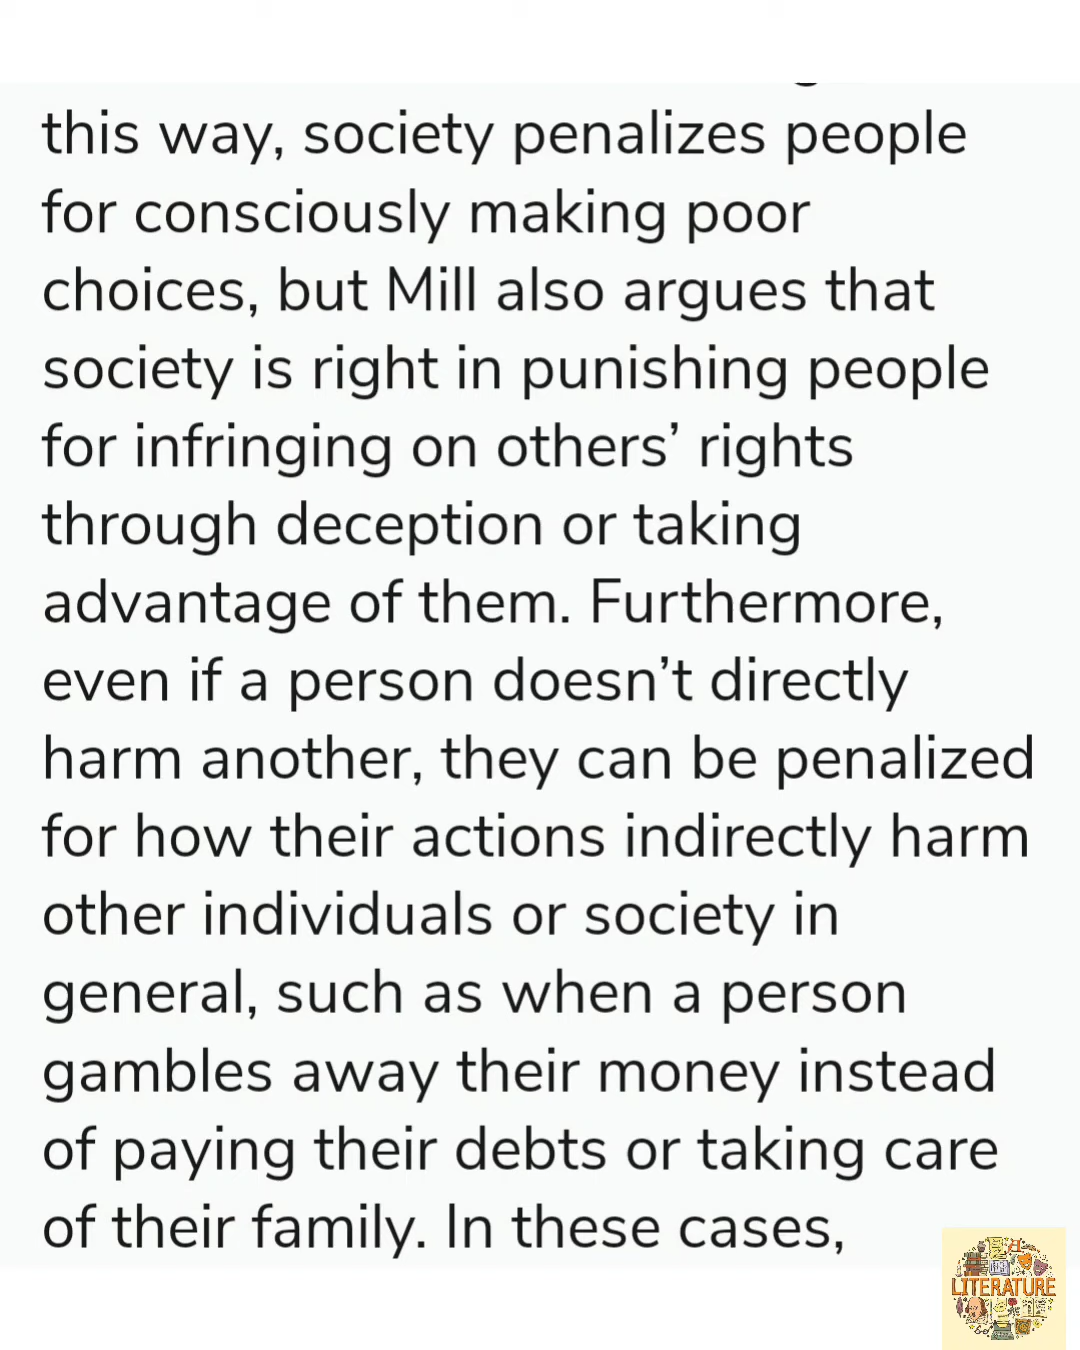 this way, society penalizes people
for consciously making poor
choices, but Mill also argues that
society is right in punishing people
for infringing on others’ rights
through deception or taking
advantage of them. Furthermore,
even if a person doesn’t directly
harm another, they can be penalized
for how their actions indirectly harm
other individuals or society in
general, such as when a person
gambles away their money instead
of paying their debts or taking care
of their family. In these cases,
LITERATURE